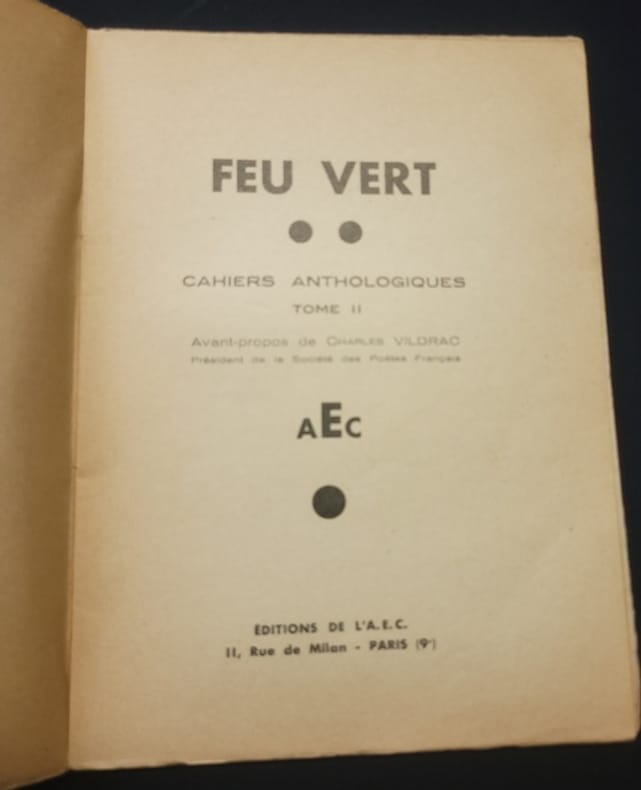 FEU VERT
CAHIERS ANTHOLOGIQUES
TOME II
Avant-propos de CHARLES VILDRAC
Président de la Société des Poètes Français
AEC
ÉDITIONS DE L'A.E.C.
11, Rue de Milan - PARIS (9e)